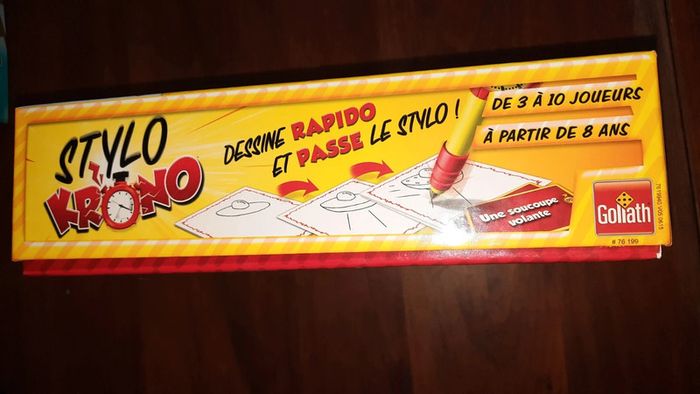 STYLO
KRONO
DESSINE RAPIDO
ET PASSE LE STYLO !
Une soucoupe
volante
DE 3 À 10 JOUEURS
À PARTIR DE 8 ANS
Goliath
# 76 199